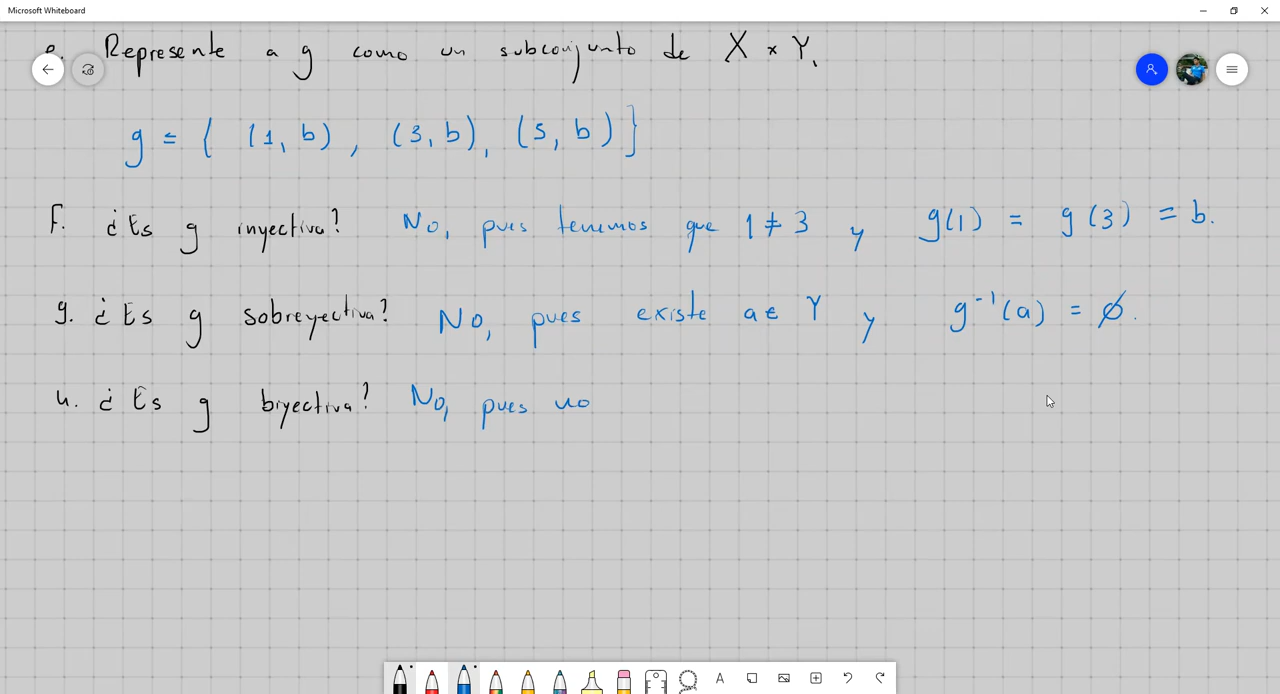 Microsoft Whiteboard
e. Represente a g como un subconjunto de X × Y.
g = { (1, b), (3, b), (5, b) }
f. ¿Es g inyectiva? No, pues tenemos que 1 ≠ 3 y g(1) = g(3) = b.
g. ¿Es g sobreyectiva? No, pues existe a ∈ Y y g⁻¹(a) = ∅.
h. ¿Es g biyectiva? No, pues no
A